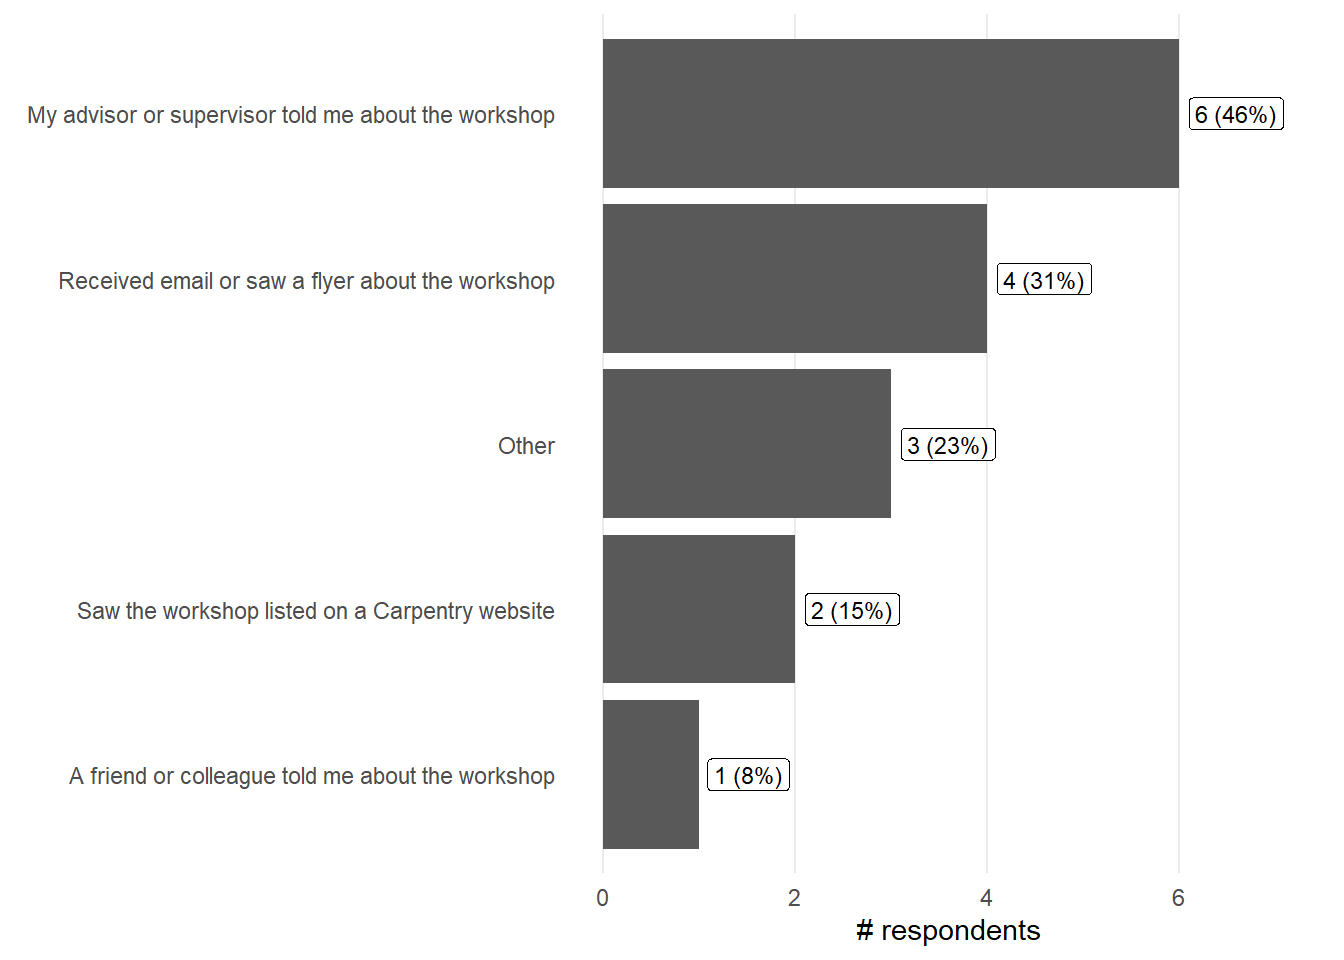 My advisor or supervisor told me about the workshop
6 (46%)
Received email or saw a flyer about the workshop
4 (31%)
Other
3 (23%)
Saw the workshop listed on a Carpentry website
2 (15%)
A friend or colleague told me about the workshop
1 (8%)
0 2 4 6
# respondents